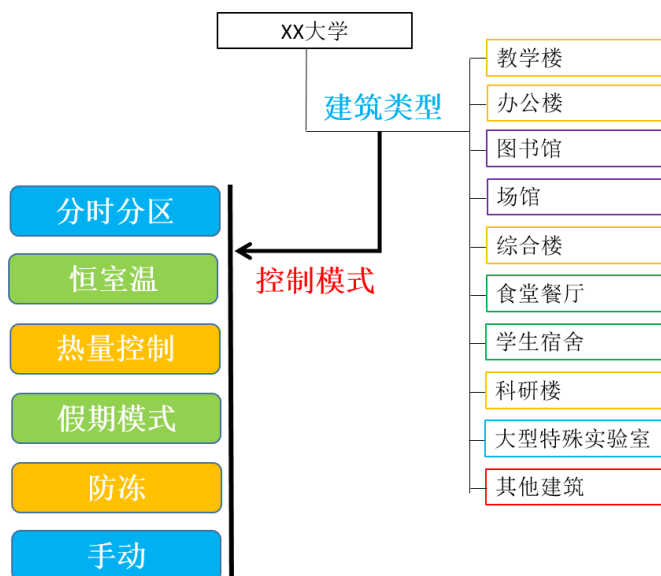 XX大学
建筑类型
教学楼
办公楼
图书馆
场馆
综合楼
食堂餐厅
学生宿舍
科研楼
大型特殊实验室
其他建筑
控制模式
分时分区
恒室温
热量控制
假期模式
防冻
手动